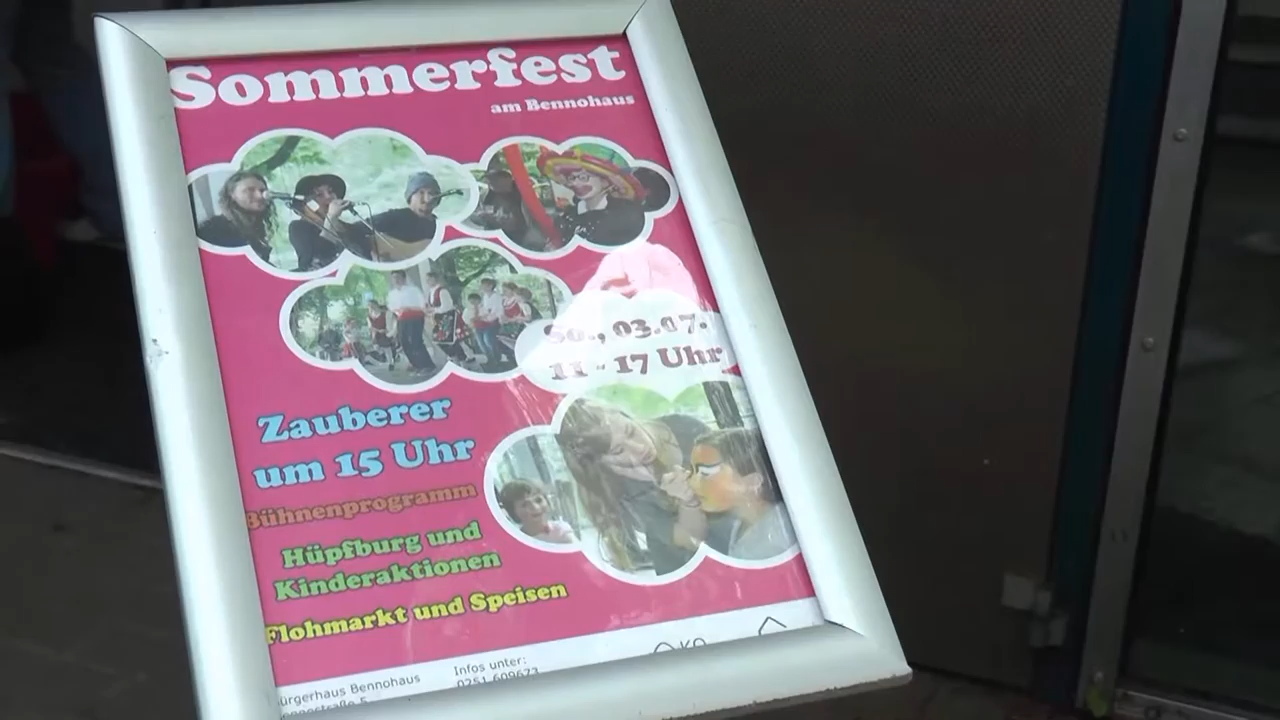 Sommerfest
am Bennohaus
So., 03.07.
11 - 17 Uhr
Zauberer
um 15 Uhr
Bühnenprogramm
Hüpfburg und
Kinderaktionen
Flohmarkt und Speisen
ürgerhaus Bennohaus
Infos unter:
0251 609673